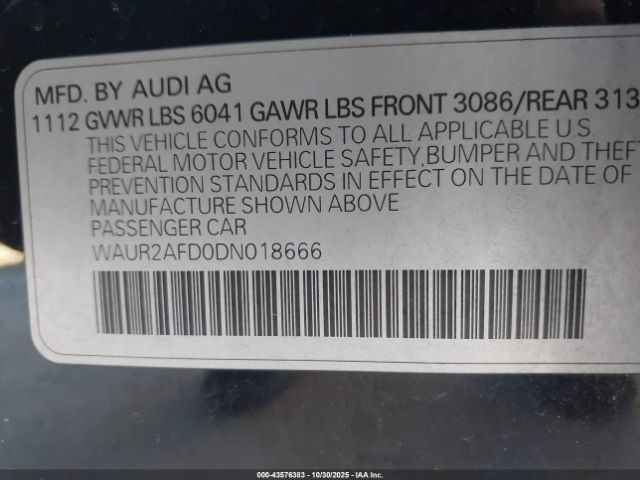 MFD. BY AUDI AG
1112 GVWR LBS 6041 GAWR LBS FRONT 3086/REAR 313
THIS VEHICLE CONFORMS TO ALL APPLICABLE U.S.
FEDERAL MOTOR VEHICLE SAFETY, BUMPER AND THEFT
PREVENTION STANDARDS IN EFFECT ON THE DATE OF
MANUFACTURE SHOWN ABOVE
PASSENGER CAR
WAUR2AFD0DN018666
000-43576383 - 10/30/2025 - IAA Inc.